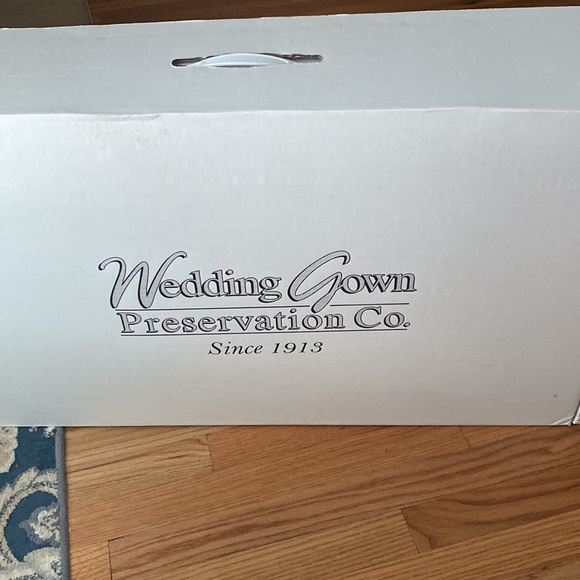 Wedding Gown
Preservation Co.
Since 1913